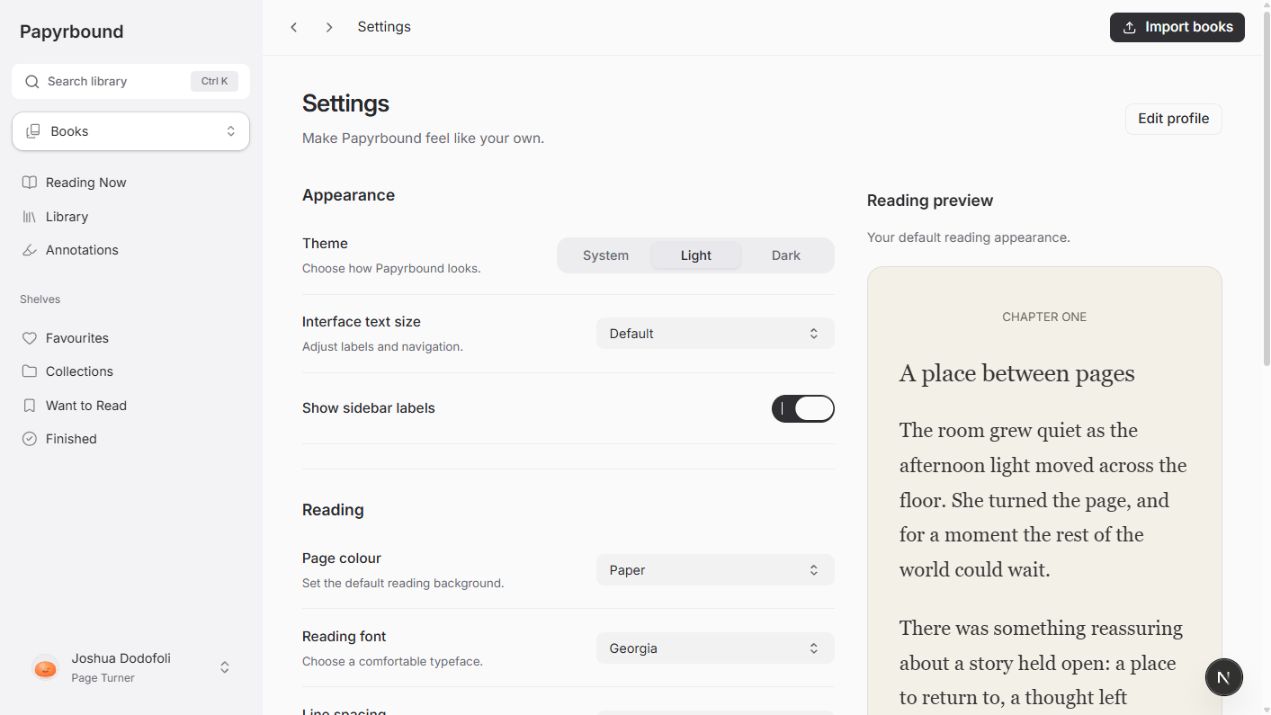 Papyrbound
Search library
Ctrl K
Books
Reading Now
Library
Annotations
Shelves
Favourites
Collections
Want to Read
Finished
Joshua Dodofoli
Page Turner
Settings
Import books
Settings
Make Papyrbound feel like your own.
Edit profile
Appearance
Theme
Choose how Papyrbound looks.
System
Light
Dark
Interface text size
Adjust labels and navigation.
Default
Show sidebar labels
Reading
Page colour
Set the default reading background.
Paper
Reading font
Choose a comfortable typeface.
Georgia
Line spacing
Reading preview
Your default reading appearance.
CHAPTER ONE
A place between pages
The room grew quiet as the
afternoon light moved across the
floor. She turned the page, and
for a moment the rest of the
world could wait.
There was something reassuring
about a story held open: a place
to return to, a thought left
N